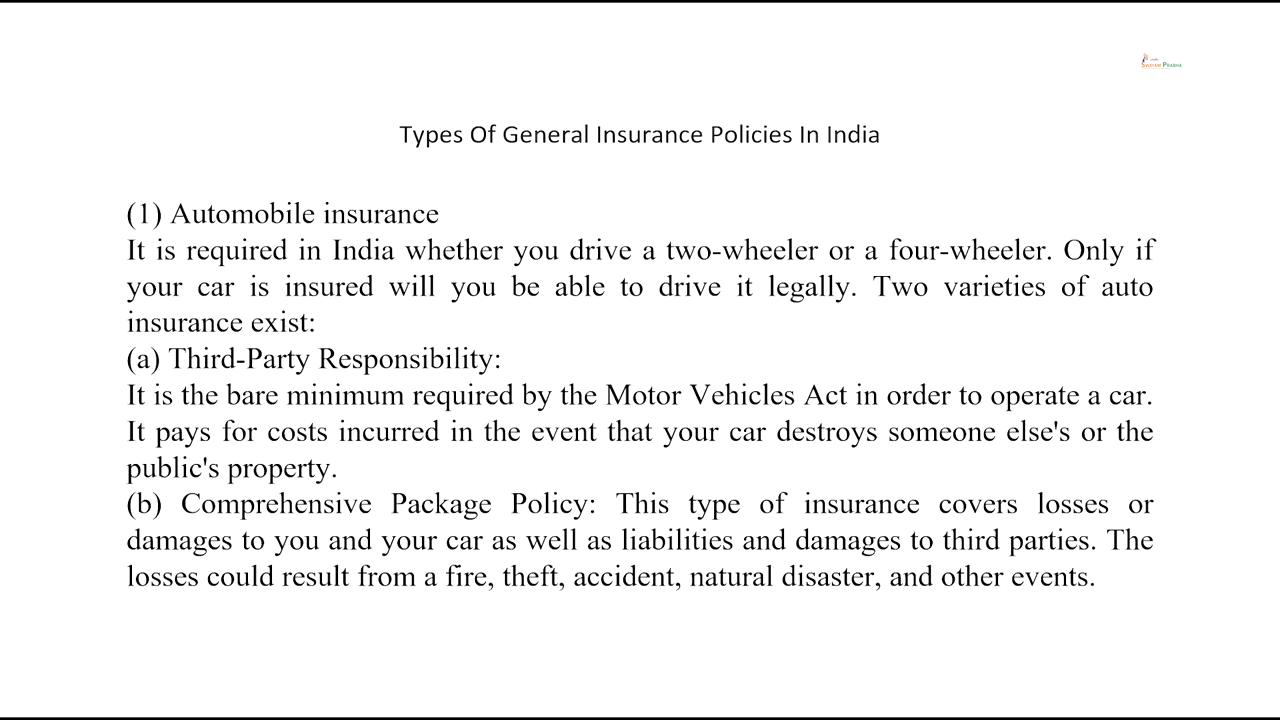 Swayam Prabha
Types Of General Insurance Policies In India
(1) Automobile insurance
It is required in India whether you drive a two-wheeler or a four-wheeler. Only if
your car is insured will you be able to drive it legally. Two varieties of auto
insurance exist:
(a) Third-Party Responsibility:
It is the bare minimum required by the Motor Vehicles Act in order to operate a car.
It pays for costs incurred in the event that your car destroys someone else's or the
public's property.
(b) Comprehensive Package Policy: This type of insurance covers losses or
damages to you and your car as well as liabilities and damages to third parties. The
losses could result from a fire, theft, accident, natural disaster, and other events.